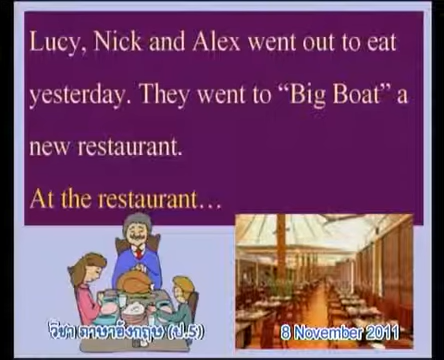 Lucy, Nick and Alex went out to eat
yesterday. They went to “Big Boat” a
new restaurant.
At the restaurant…
วิชา ภาษาอังกฤษ (ป.5)
8 November 2011